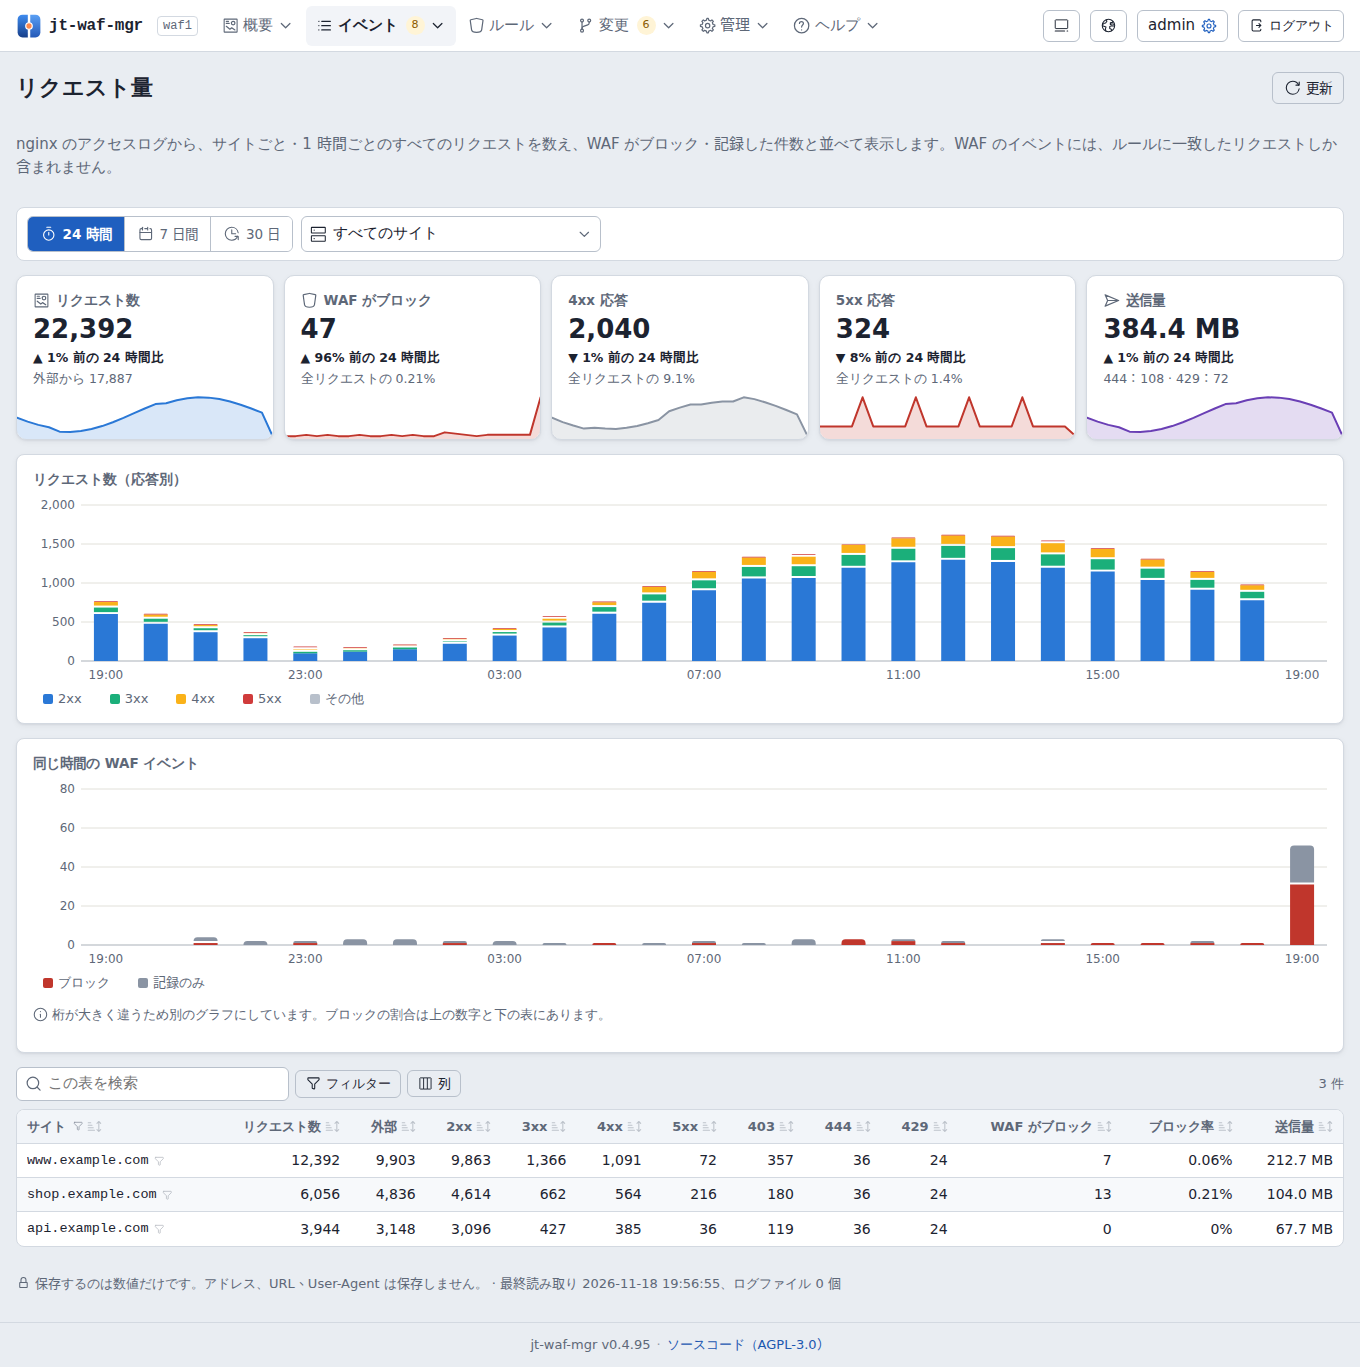 jt-waf-mgr waf1 概要 イベント 8 ルール 変更 6 管理 ヘルプ admin ログアウト
リクエスト量 更新
nginx のアクセスログから、サイトごと・1 時間ごとのすべてのリクエストを数え、WAF がブロック・記録した件数と並べて表示します。WAF のイベントには、ルールに一致したリクエストしか
含まれません。
24 時間 7 日間 30 日 すべてのサイト
リクエスト数 WAF がブロック 4xx 応答 5xx 応答 送信量
22,392 47 2,040 324 384.4 MB
▲ 1% 前の 24 時間比 ▲ 96% 前の 24 時間比 ▼ 1% 前の 24 時間比 ▼ 8% 前の 24 時間比 ▲ 1% 前の 24 時間比
外部から 17,887 全リクエストの 0.21% 全リクエストの 9.1% 全リクエストの 1.4% 444：108 · 429：72
リクエスト数（応答別）
2,000
1,500
1,000
500
0
19:00 23:00 03:00 07:00 11:00 15:00 19:00
2xx 3xx 4xx 5xx その他
同じ時間の WAF イベント
80
60
40
20
0
19:00 23:00 03:00 07:00 11:00 15:00 19:00
ブロック 記録のみ
桁が大きく違うため別のグラフにしています。ブロックの割合は上の数字と下の表にあります。
この表を検索 フィルター 列 3 件
サイト リクエスト数 外部 2xx 3xx 4xx 5xx 403 444 429 WAF がブロック ブロック率 送信量
www.example.com 12,392 9,903 9,863 1,366 1,091 72 357 36 24 7 0.06% 212.7 MB
shop.example.com 6,056 4,836 4,614 662 564 216 180 36 24 13 0.21% 104.0 MB
api.example.com 3,944 3,148 3,096 427 385 36 119 36 24 0 0% 67.7 MB
保存するのは数値だけです。アドレス、URL、User-Agent は保存しません。 · 最終読み取り 2026-11-18 19:56:55、ログファイル 0 個
jt-waf-mgr v0.4.95 · ソースコード（AGPL-3.0）